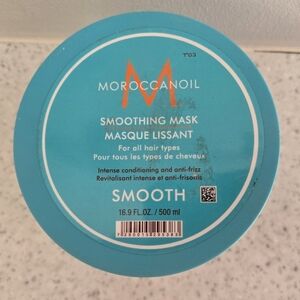 MOROCCANOIL
M
SMOOTHING MASK
MASQUE LISSANT
For all hair types
Pour tous les types de cheveux
Intense conditioning and anti-frizz
Revitalisant intense et anti-frisottis
SMOOTH
16.9 FL.OZ. / 500 ml